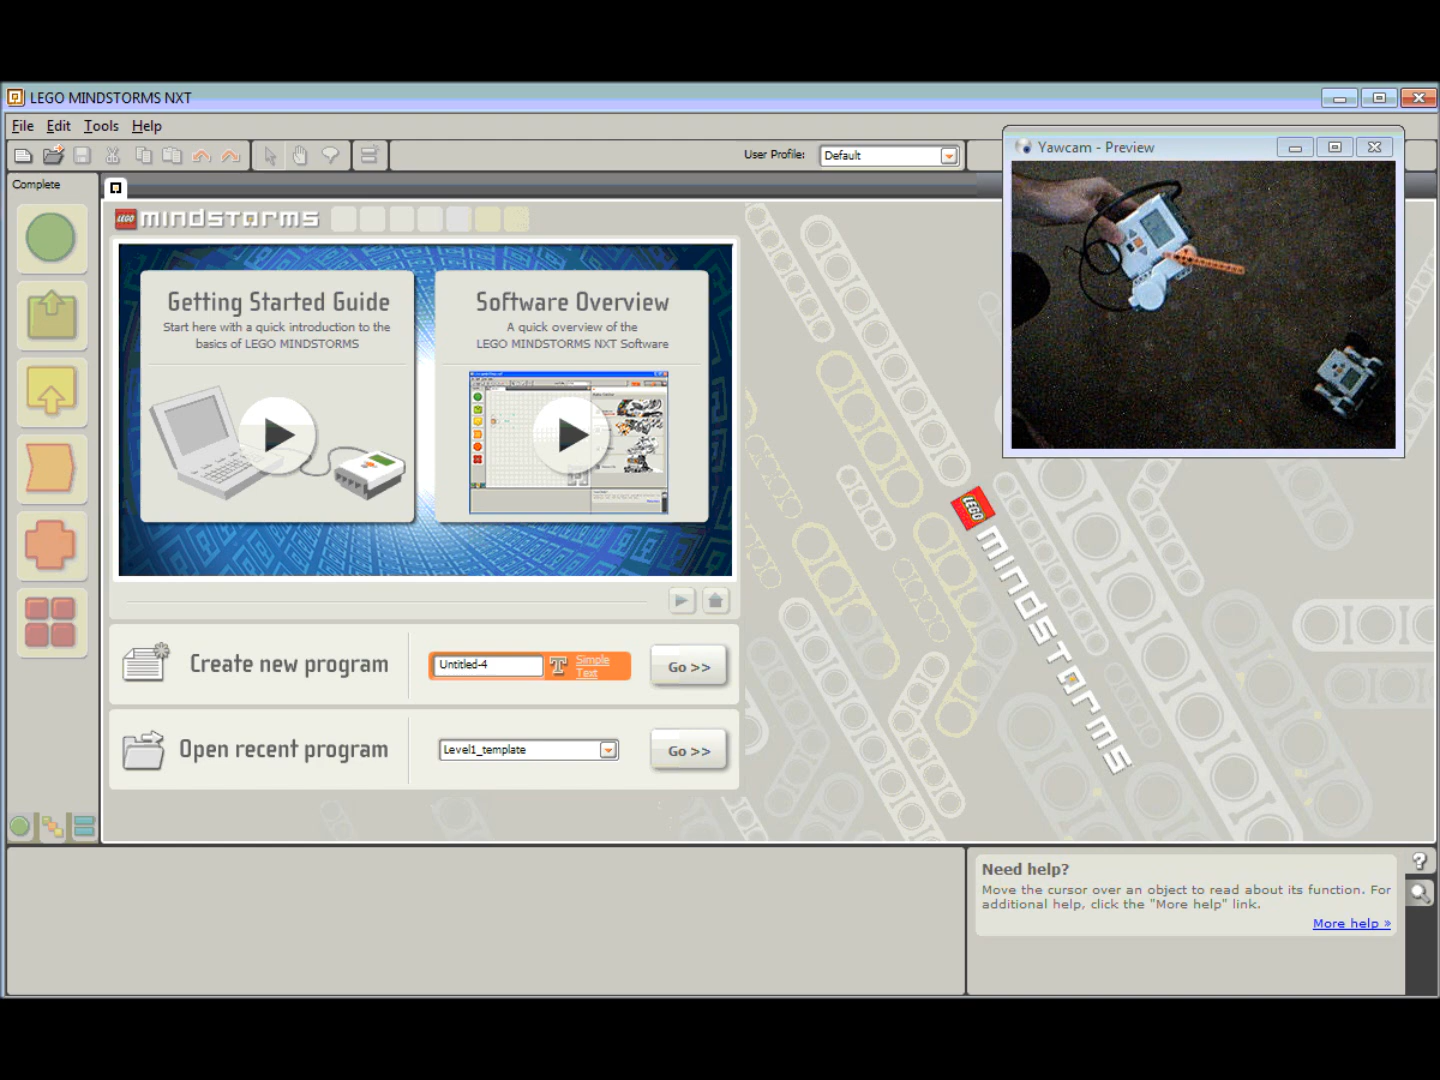 LEGO MINDSTORMS NXT
File Edit Tools Help
User Profile: Default
Yawcam - Preview
Complete
LEGO mindstorms
Getting Started Guide
Start here with a quick introduction to the
basics of LEGO MINDSTORMS
Software Overview
A quick overview of the
LEGO MINDSTORMS NXT Software
Create new program
Untitled-4
T
Simple
Text
Go >>
Open recent program
Level1_template
Go >>
LEGO mindstorms
Need help?
Move the cursor over an object to read about its function. For
additional help, click the "More help" link.
More help »
?